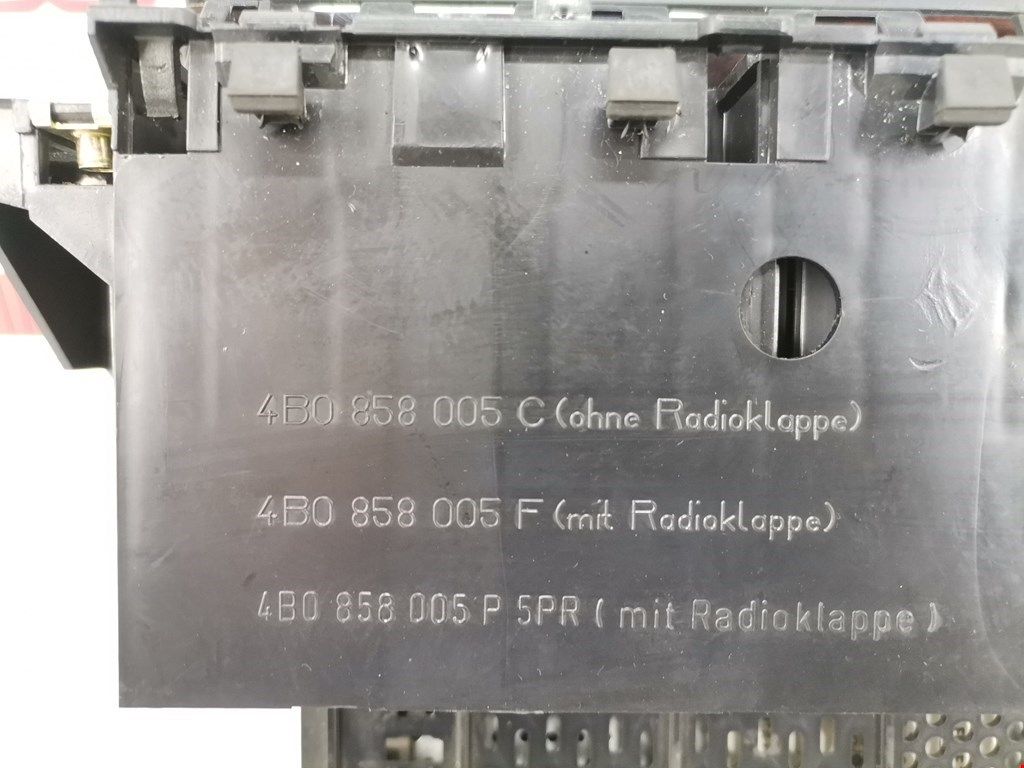 4B0 858 005 C (ohne Radioklappe)
4B0 858 005 F (mit Radioklappe)
4B0 858 005 P 5PR ( mit Radioklappe )